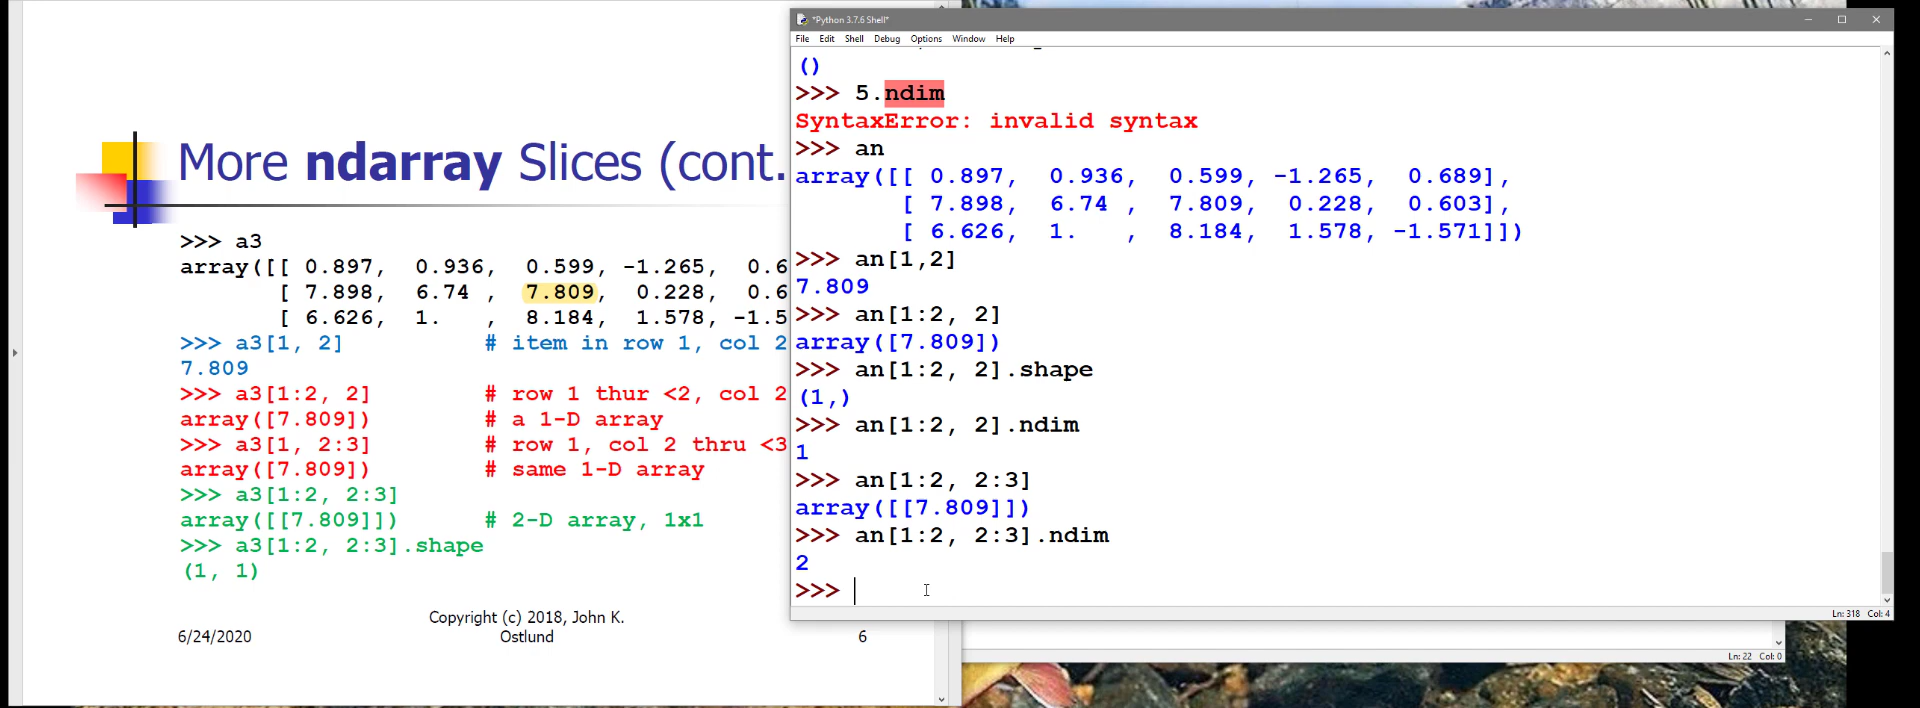 More ndarray Slices (cont.
>>> a3
array([[ 0.897, 0.936, 0.599, -1.265, 0.6
[ 7.898, 6.74 , 7.809, 0.228, 0.6
[ 6.626, 1. , 8.184, 1.578, -1.5
>>> a3[1, 2] # item in row 1, col 2
7.809
>>> a3[1:2, 2] # row 1 thur <2, col 2
array([7.809]) # a 1-D array
>>> a3[1, 2:3] # row 1, col 2 thru <3
array([7.809]) # same 1-D array
>>> a3[1:2, 2:3]
array([[7.809]]) # 2-D array, 1x1
>>> a3[1:2, 2:3].shape
(1, 1)
Copyright (c) 2018, John K.
Ostlund
6/24/2020
6
*Python 3.7.6 Shell*
File Edit Shell Debug Options Window Help
()
>>> 5.ndim
SyntaxError: invalid syntax
>>> an
array([[ 0.897, 0.936, 0.599, -1.265, 0.689],
[ 7.898, 6.74 , 7.809, 0.228, 0.603],
[ 6.626, 1. , 8.184, 1.578, -1.571]])
>>> an[1,2]
7.809
>>> an[1:2, 2]
array([7.809])
>>> an[1:2, 2].shape
(1,)
>>> an[1:2, 2].ndim
1
>>> an[1:2, 2:3]
array([[7.809]])
>>> an[1:2, 2:3].ndim
2
>>>
Ln: 318 Col: 4
Ln: 22 Col: 0